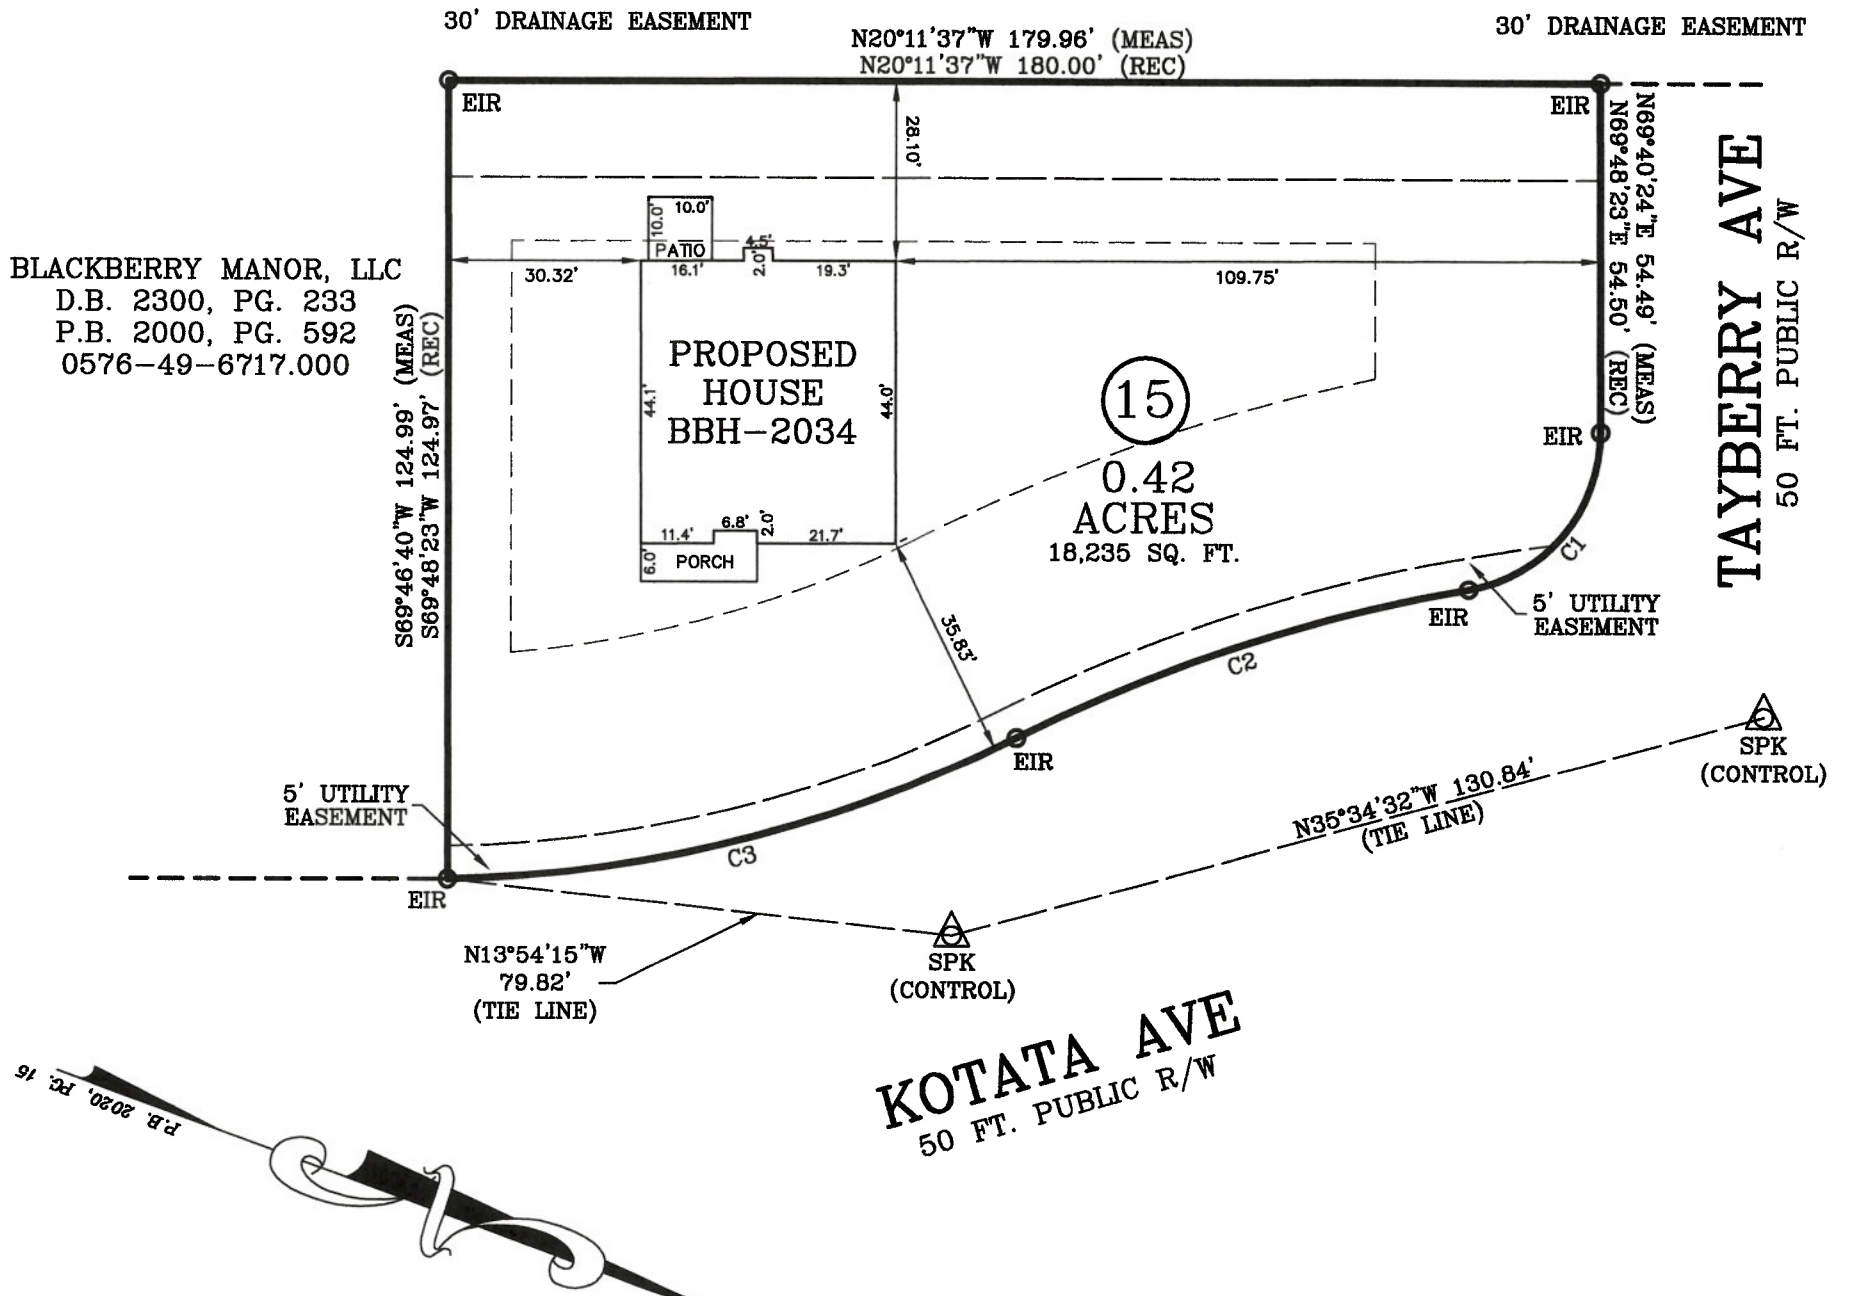 30' DRAINAGE EASEMENT
30' DRAINAGE EASEMENT
N20°11'37"W 179.96' (MEAS)
N20°11'37"W 180.00' (REC)
EIR
EIR
28.10'
N69°40'24"E 54.49' (MEAS)
N69°48'23"E 54.50' (REC)
TAYBERRY AVE
50 FT. PUBLIC R/W
10.0'
10.0'
PATIO
4.5'
2.0'
30.32'
16.1'
19.3'
109.75'
BLACKBERRY MANOR, LLC
D.B. 2300, PG. 233
P.B. 2000, PG. 592
0576-49-6717.000
S69°46'40"W 124.99' (MEAS)
S69°48'23"W 124.97' (REC)
PROPOSED
HOUSE
BBH-2034
44.1'
44.0'
15
0.42
ACRES
18,235 SQ. FT.
EIR
11.4'
6.8'
2.0'
21.7'
6.0'
PORCH
C1
35.83'
EIR
5' UTILITY
EASEMENT
C2
EIR
SPK
(CONTROL)
5' UTILITY
EASEMENT
C3
N35°34'32"W 130.84'
(TIE LINE)
EIR
N13°54'15"W
79.82'
(TIE LINE)
SPK
(CONTROL)
KOTATA AVE
50 FT. PUBLIC R/W
P.B. 2020, PG. 15